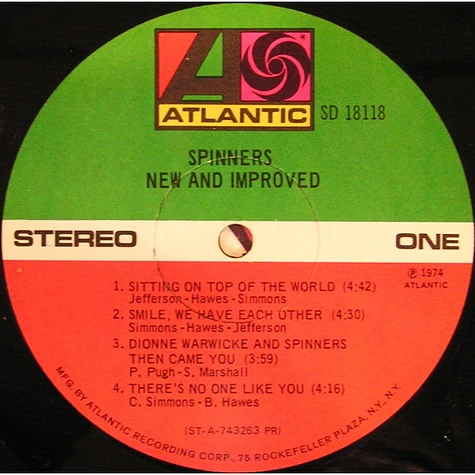 ATLANTIC
SD 18118
SPINNERS
NEW AND IMPROVED
STEREO
ONE
℗ 1974
ATLANTIC
1. SITTING ON TOP OF THE WORLD (4:42)
Jefferson-Hawes-Simmons
2. SMILE, WE HAVE EACH OTHER (4:30)
Simmons-Hawes-Jefferson
3. DIONNE WARWICKE AND SPINNERS
THEN CAME YOU (3:59)
P. Pugh-S. Marshall
4. THERE'S NO ONE LIKE YOU (4:16)
C. Simmons-B. Hawes
(ST-A-743263 PR)
MFG. BY ATLANTIC RECORDING CORP., 75 ROCKEFELLER PLAZA, N.Y., N.Y.